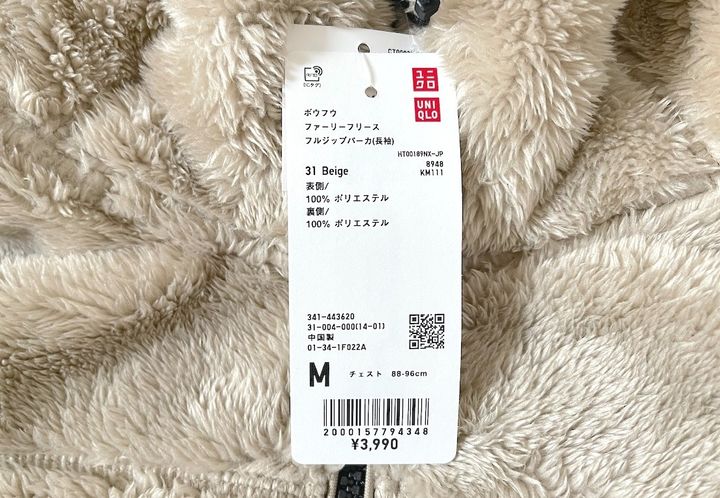 ユニ
クロ
UNI
QLO
ボウフウ
ファーリーフリース
フルジップパーカ(長袖)
HT00189NX-JP
8948
KM111
31 Beige
表側/
100% ポリエステル
裏側/
100% ポリエステル
341-443620
31-004-000(14-01)
中国製
01-34-1F022A
M チェスト 88-96cm
2000157794348
¥3,990